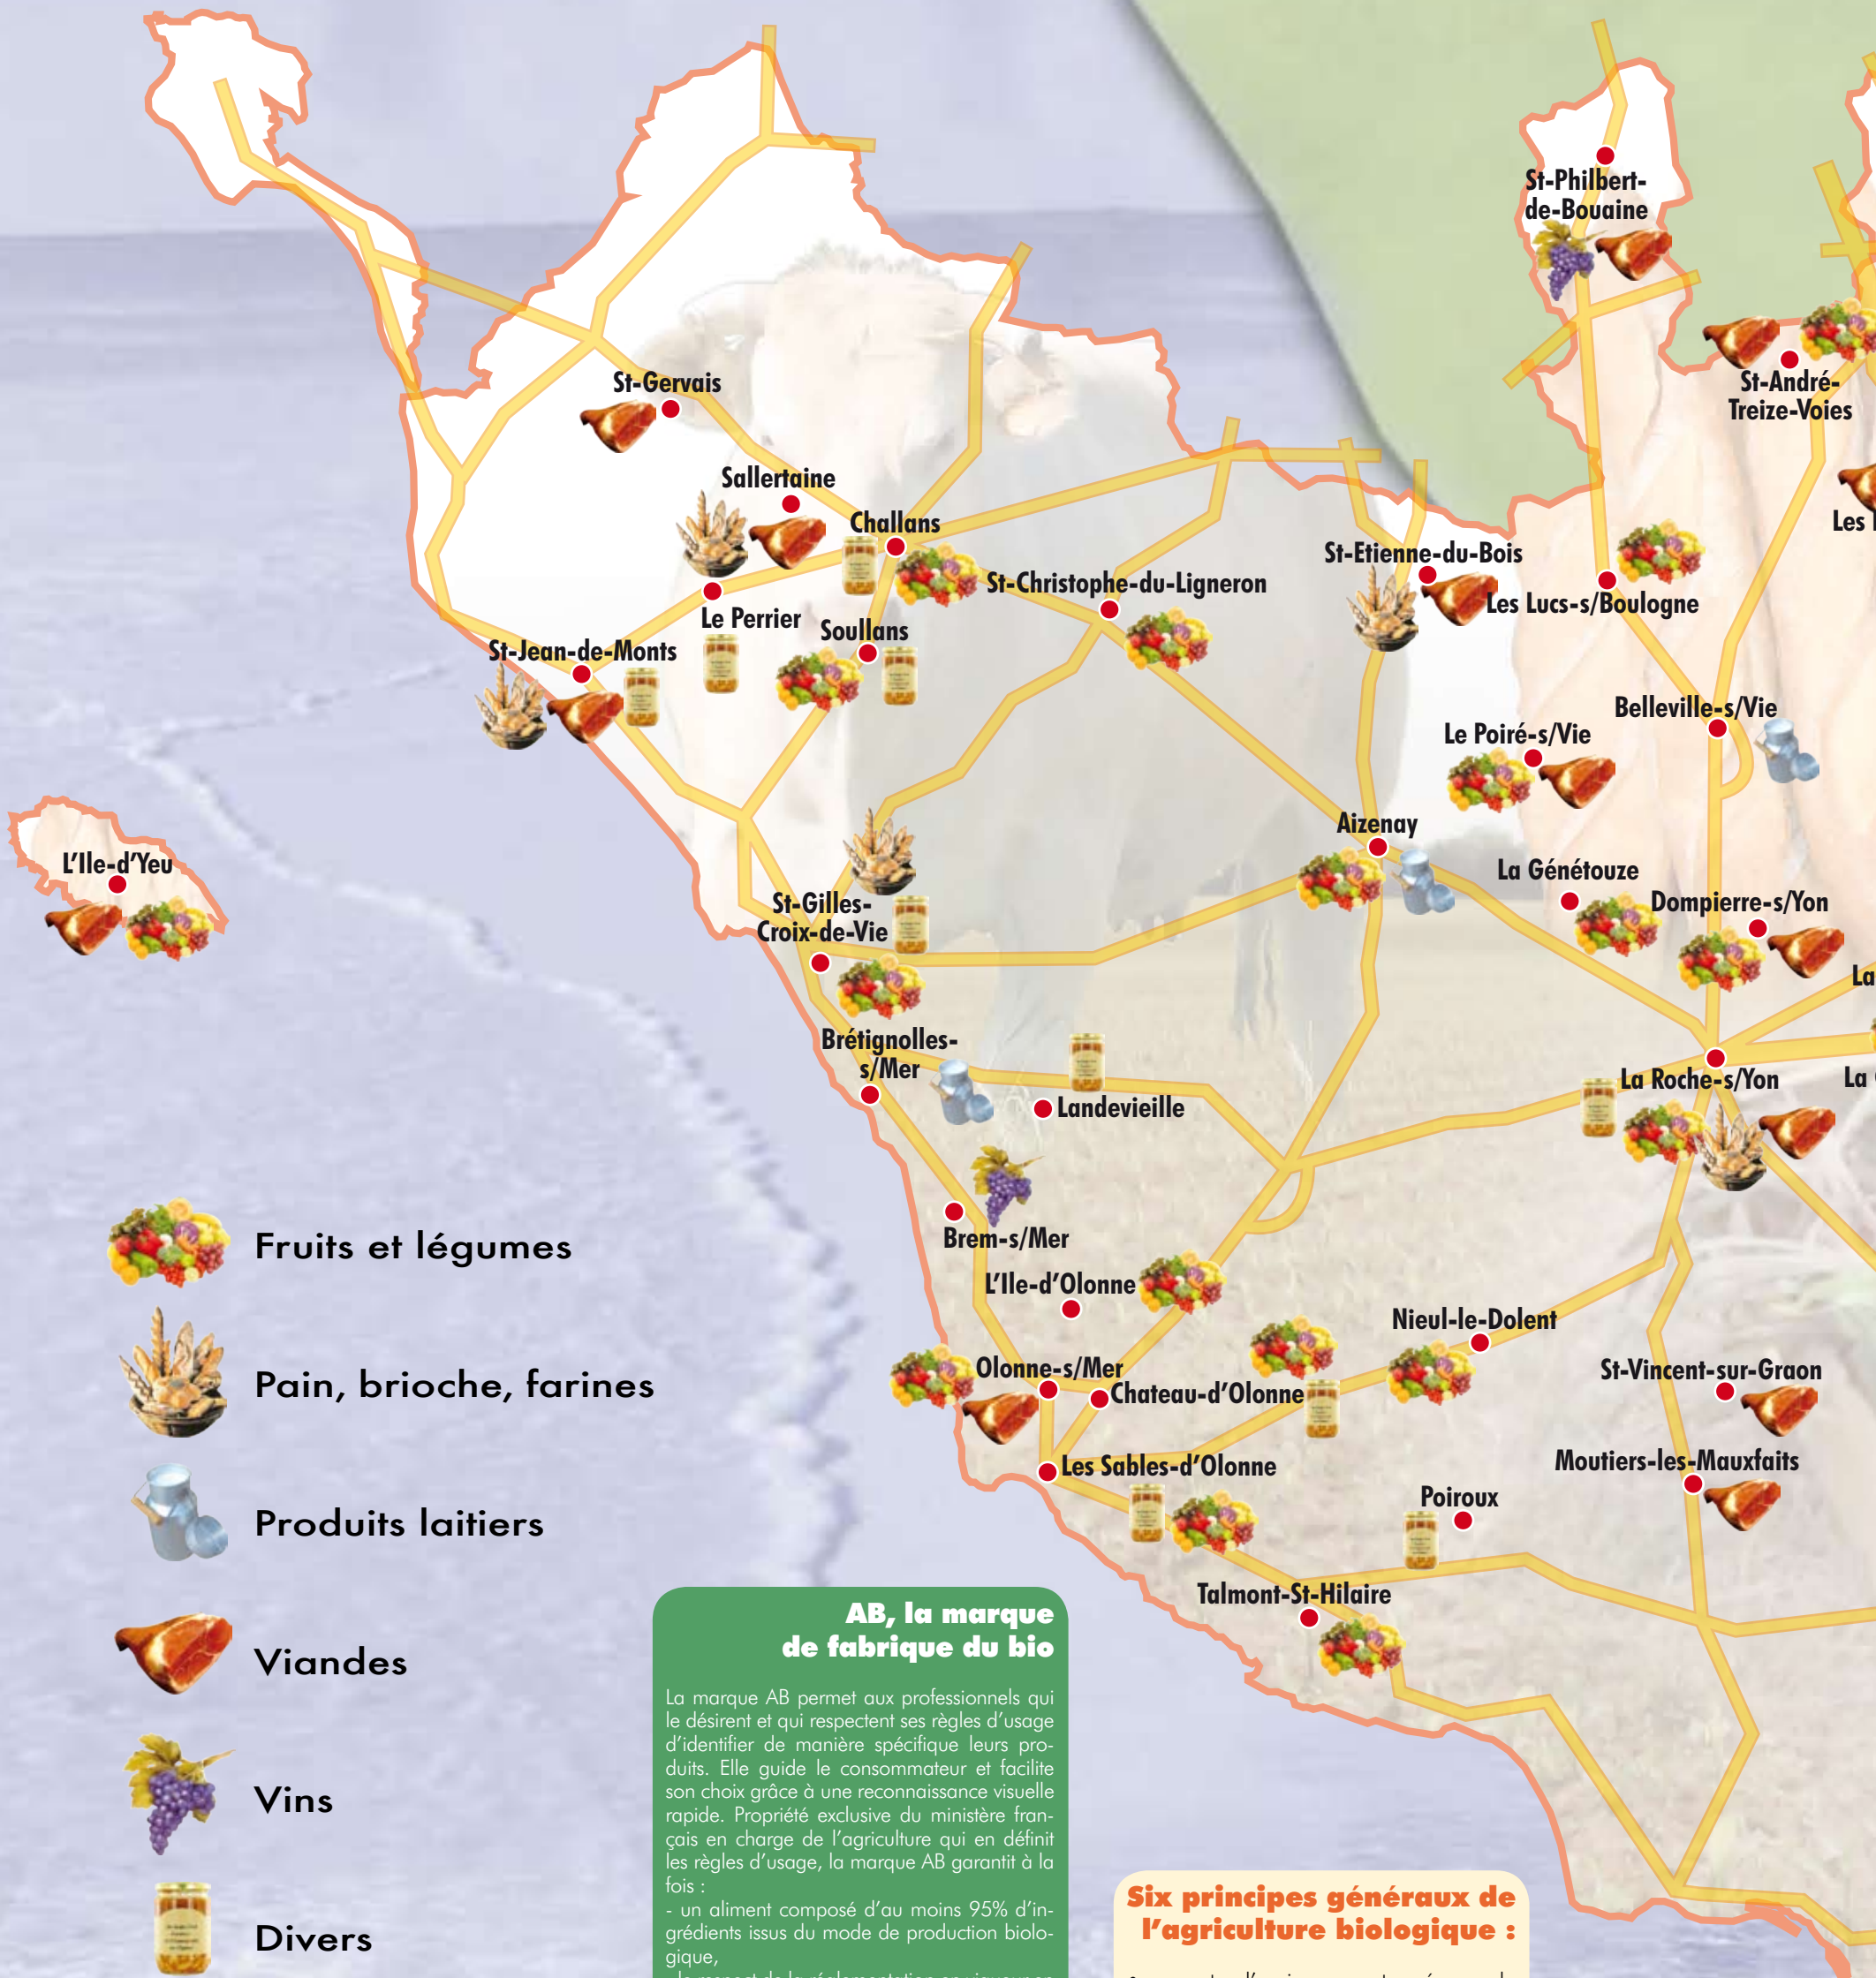 St-Philbert-
de-Bouaine
St-André-
Treize-Voies
St-Gervais
Sallertaine
Challans
Les
St-Etienne-du-Bois
St-Christophe-du-Ligneron
Les Lucs-s/Boulogne
Le Perrier
Soullans
St-Jean-de-Monts
Belleville-s/Vie
Le Poiré-s/Vie
Aizenay
L'Ile-d'Yeu
La Génétouze
Dompierre-s/Yon
St-Gilles-
Croix-de-Vie
La
Brétignolles-
s/Mer
La Roche-s/Yon
La
Landevieille
Brem-s/Mer
L'Ile-d'Olonne
Nieul-le-Dolent
Olonne-s/Mer
Chateau-d'Olonne
St-Vincent-sur-Graon
Les Sables-d'Olonne
Moutiers-les-Mauxfaits
Poiroux
Talmont-St-Hilaire
Fruits et légumes
Pain, brioche, farines
Produits laitiers
Viandes
Vins
Divers
AB, la marque
de fabrique du bio
La marque AB permet aux professionnels qui
le désirent et qui respectent ses règles d'usage
d'identifier de manière spécifique leurs pro-
duits. Elle guide le consommateur et facilite
son choix grâce à une reconnaissance visuelle
rapide. Propriété exclusive du ministère fran-
çais en charge de l'agriculture qui en définit
les règles d'usage, la marque AB garantit à la
fois :
- un aliment composé d'au moins 95% d'in-
grédients issus du mode de production biolo-
gique,
Six principes généraux de
l'agriculture biologique :